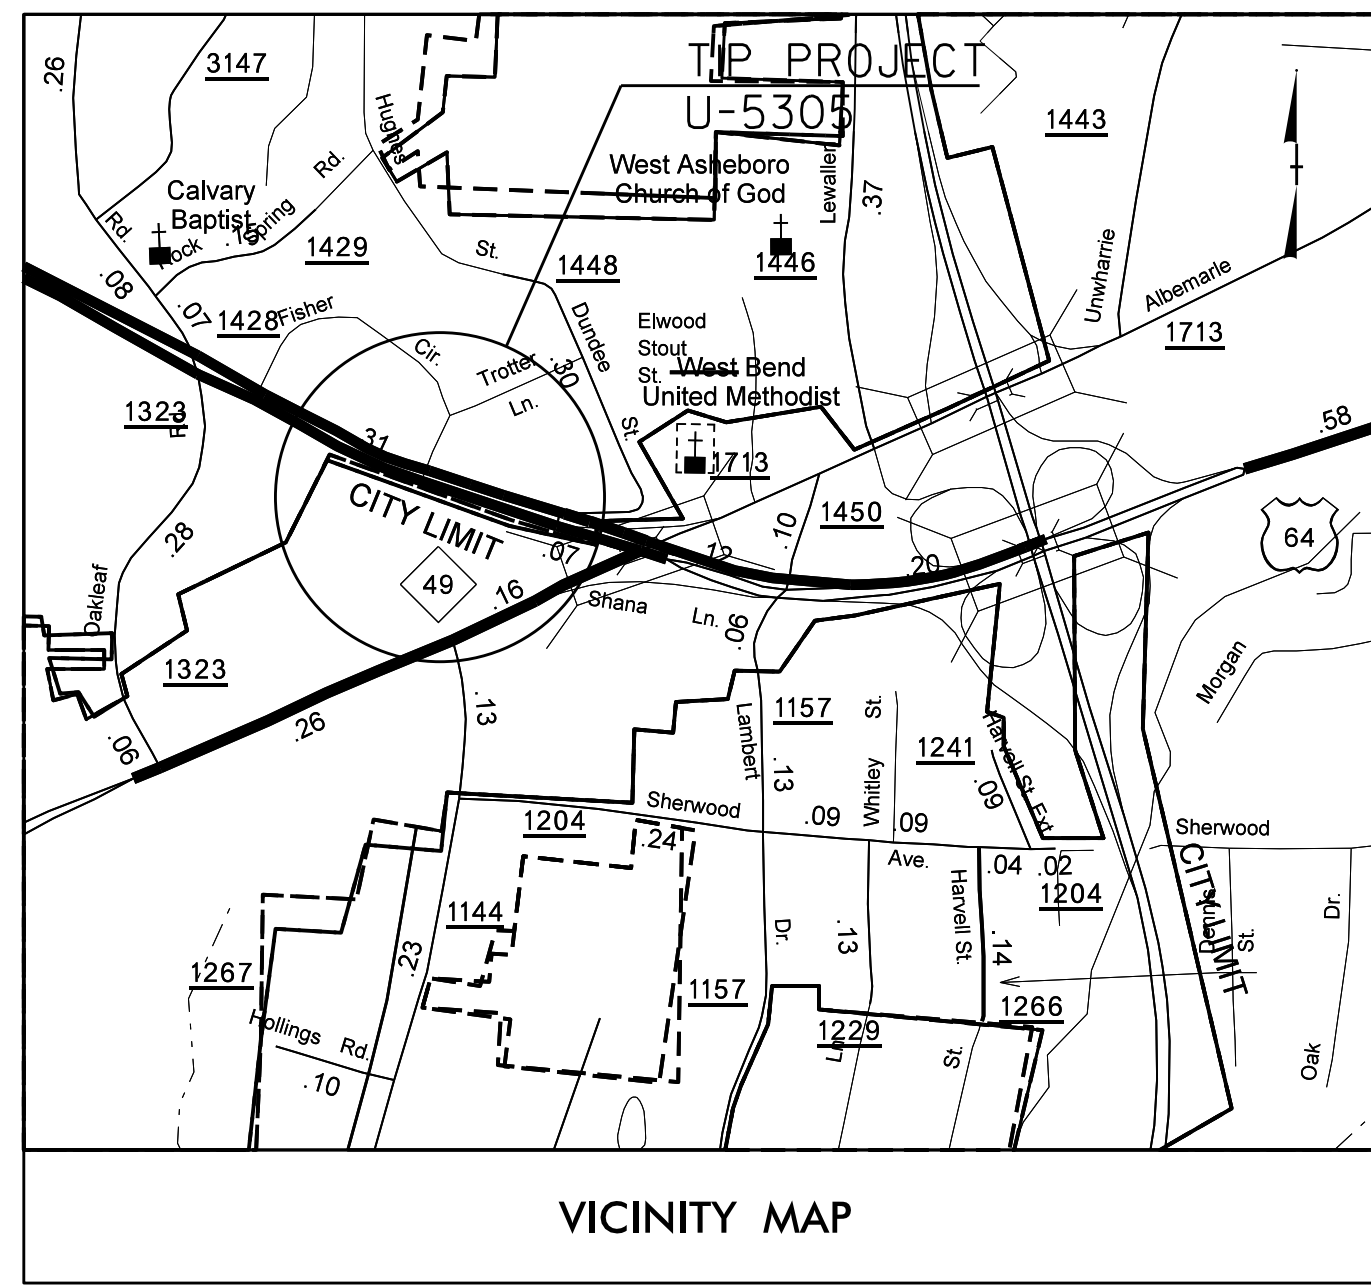 .26
3147
TIP PROJECT
U-5305
1443
Hughes
Rd.
West Asheboro
Church of God
Lewallen
.37
Calvary
Baptist
Rd.
Rock
.15
Spring
1429
St.
1448
1446
Unwharrie
Albemarle
.08
.07
1428
Fisher
Cir.
Trotter
Ln.
.30
Dundee
St.
Elwood
Stout
St.
West Bend
United Methodist
1713
1323
Rd.
.31
.58
1713
CITY LIMIT
.28
.07
.12
.10
1450
.20
64
49
.16
Oakleaf
Shana
Ln.
.06
1323
Morgan
.06
.26
.13
Lambert
1157
St.
1241
Harvell St. Ext
.13
Whitley
.09
.09
.09
Sherwood
1204
.24
Ave.
.04
.02
Sherwood
1204
CITY LIMIT
1144
Dr.
.13
Harvell St.
.14
Dennis
St.
Dr.
.23
1267
1157
1266
1229
Ln.
St.
Oak
Hollings
Rd.
.10
VICINITY MAP